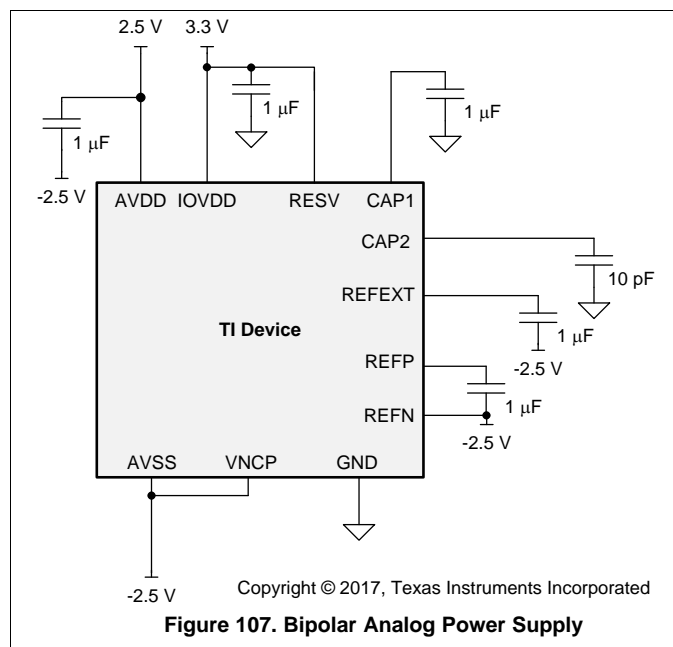 2.5 V 3.3 V
1 μF
1 μF
1 μF
-2.5 V
AVDD IOVDD RESV CAP1
CAP2
10 pF
REFEXT
TI Device
1 μF
-2.5 V
REFP
1 μF
REFN
-2.5 V
AVSS VNCP GND
-2.5 V
Copyright © 2017, Texas Instruments Incorporated
Figure 107. Bipolar Analog Power Supply